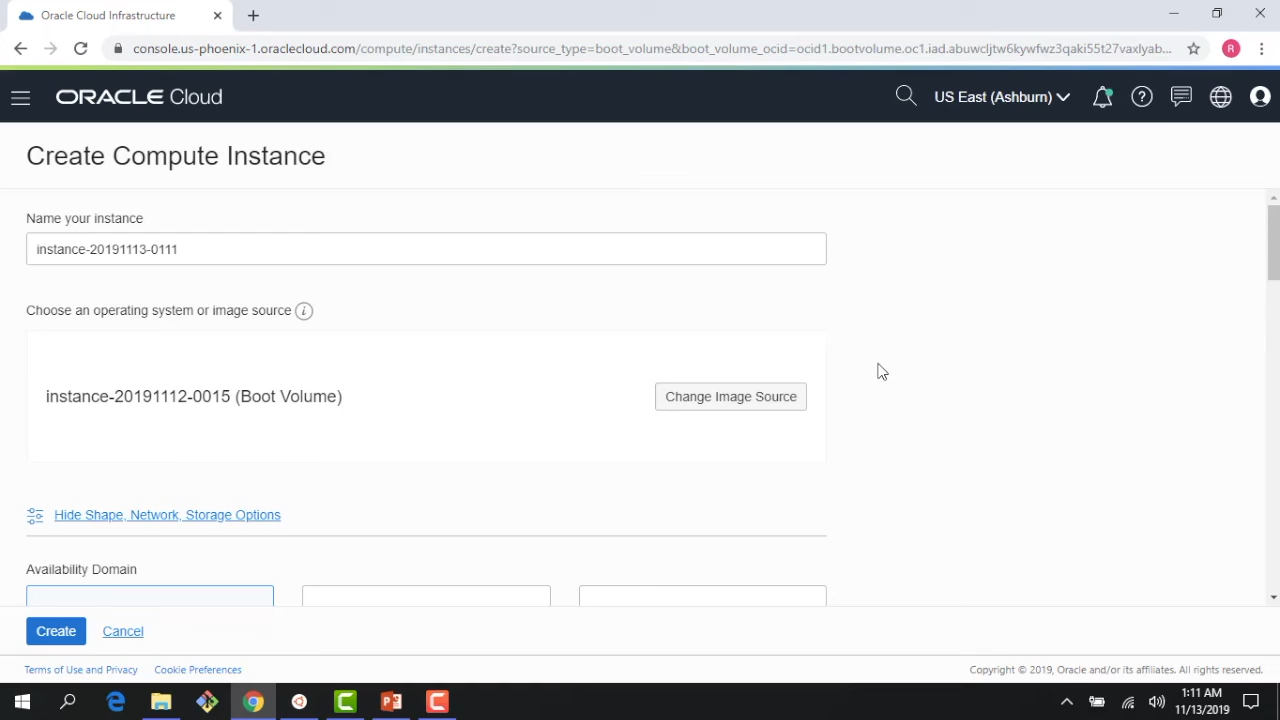 Oracle Cloud Infrastructure
console.us-phoenix-1.oraclecloud.com/compute/instances/create?source_type=boot_volume&boot_volume_ocid=ocid1.bootvolume.oc1.iad.abuwcljtw6kywfwz3qaki55t27vaxlyab...
R
ORACLE Cloud
US East (Ashburn)
Create Compute Instance
Name your instance
instance-20191113-0111
Choose an operating system or image source
instance-20191112-0015 (Boot Volume)
Change Image Source
Hide Shape, Network, Storage Options
Availability Domain
Create Cancel
Terms of Use and Privacy Cookie Preferences Copyright © 2019, Oracle and/or its affiliates. All rights reserved.
1:11 AM
11/13/2019